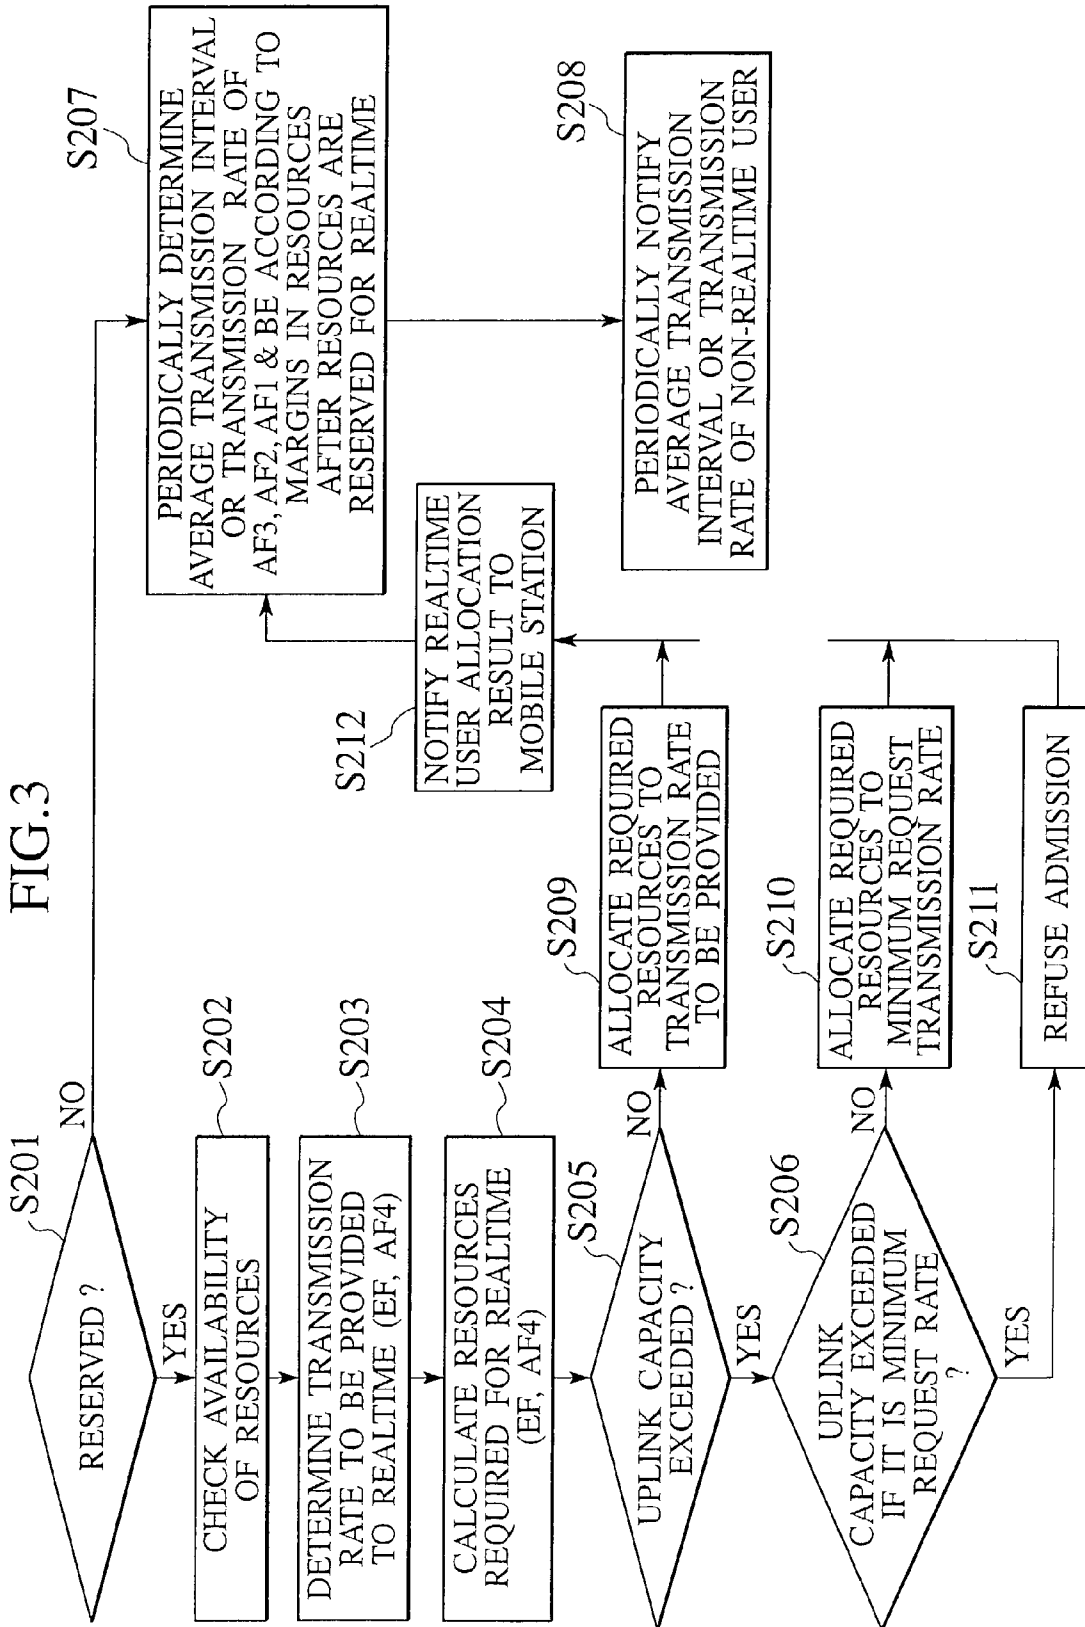 FIG.3
S201
RESERVED ?
NO
YES
S202
CHECK AVAILABILITY
OF RESOURCES
S203
DETERMINE TRANSMISSION
RATE TO BE PROVIDED
TO REALTIME (EF, AF4)
S204
CALCULATE RESOURCES
REQUIRED FOR REALTIME
(EF, AF4)
S205
UPLINK CAPACITY
EXCEEDED ?
NO
YES
S206
UPLINK
CAPACITY EXCEEDED
IF IT IS MINIMUM
REQUEST RATE
?
NO
YES
S209
ALLOCATE REQUIRED
RESOURCES TO
TRANSMISSION RATE
TO BE PROVIDED
S210
ALLOCATE REQUIRED
RESOURCES TO
MINIMUM REQUEST
TRANSMISSION RATE
S211
REFUSE ADMISSION
S212
NOTIFY REALTIME
USER ALLOCATION
RESULT TO
MOBILE STATION
S207
PERIODICALLY DETERMINE
AVERAGE TRANSMISSION INTERVAL
OR TRANSMISSION RATE OF
AF3, AF2, AF1 & BE ACCORDING TO
MARGINS IN RESOURCES
AFTER RESOURCES ARE
RESERVED FOR REALTIME
S208
PERIODICALLY NOTIFY
AVERAGE TRANSMISSION
INTERVAL OR TRANSMISSION
RATE OF NON-REALTIME USER